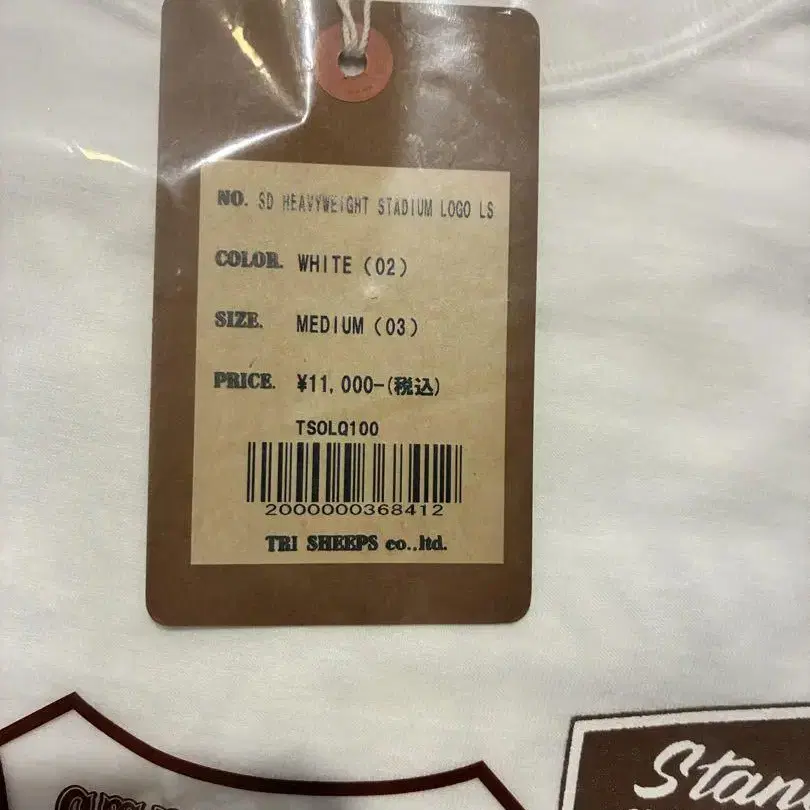 NO. SD HEAVYWEIGHT STADIUM LOGO LS
COLOR. WHITE (02)
SIZE. MEDIUM (03)
PRICE. ¥11,000-(税込)
TSOLQ100
2000000368412
TRI SHEEPS co.,ltd.
Stan